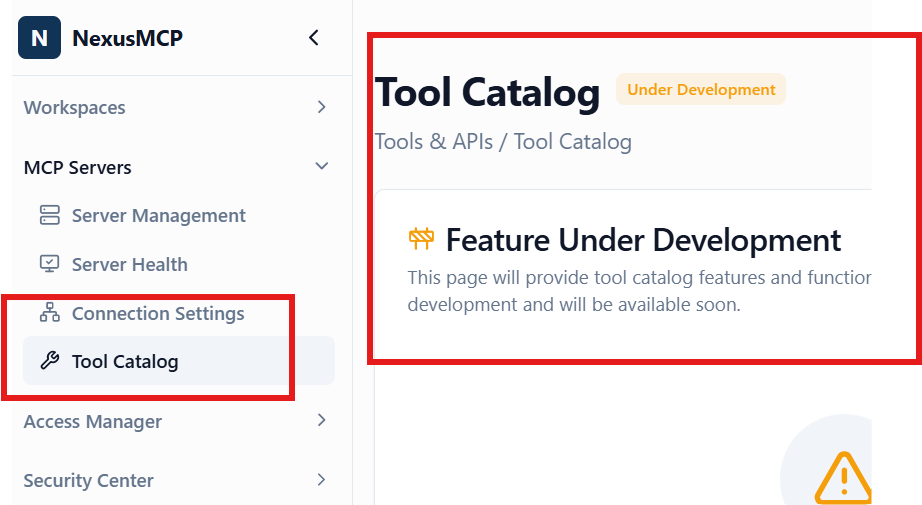 N NexusMCP
Workspaces
MCP Servers
Server Management
Server Health
Connection Settings
Tool Catalog
Access Manager
Security Center
Tool Catalog Under Development
Tools & APIs / Tool Catalog
Feature Under Development
This page will provide tool catalog features and function
development and will be available soon.